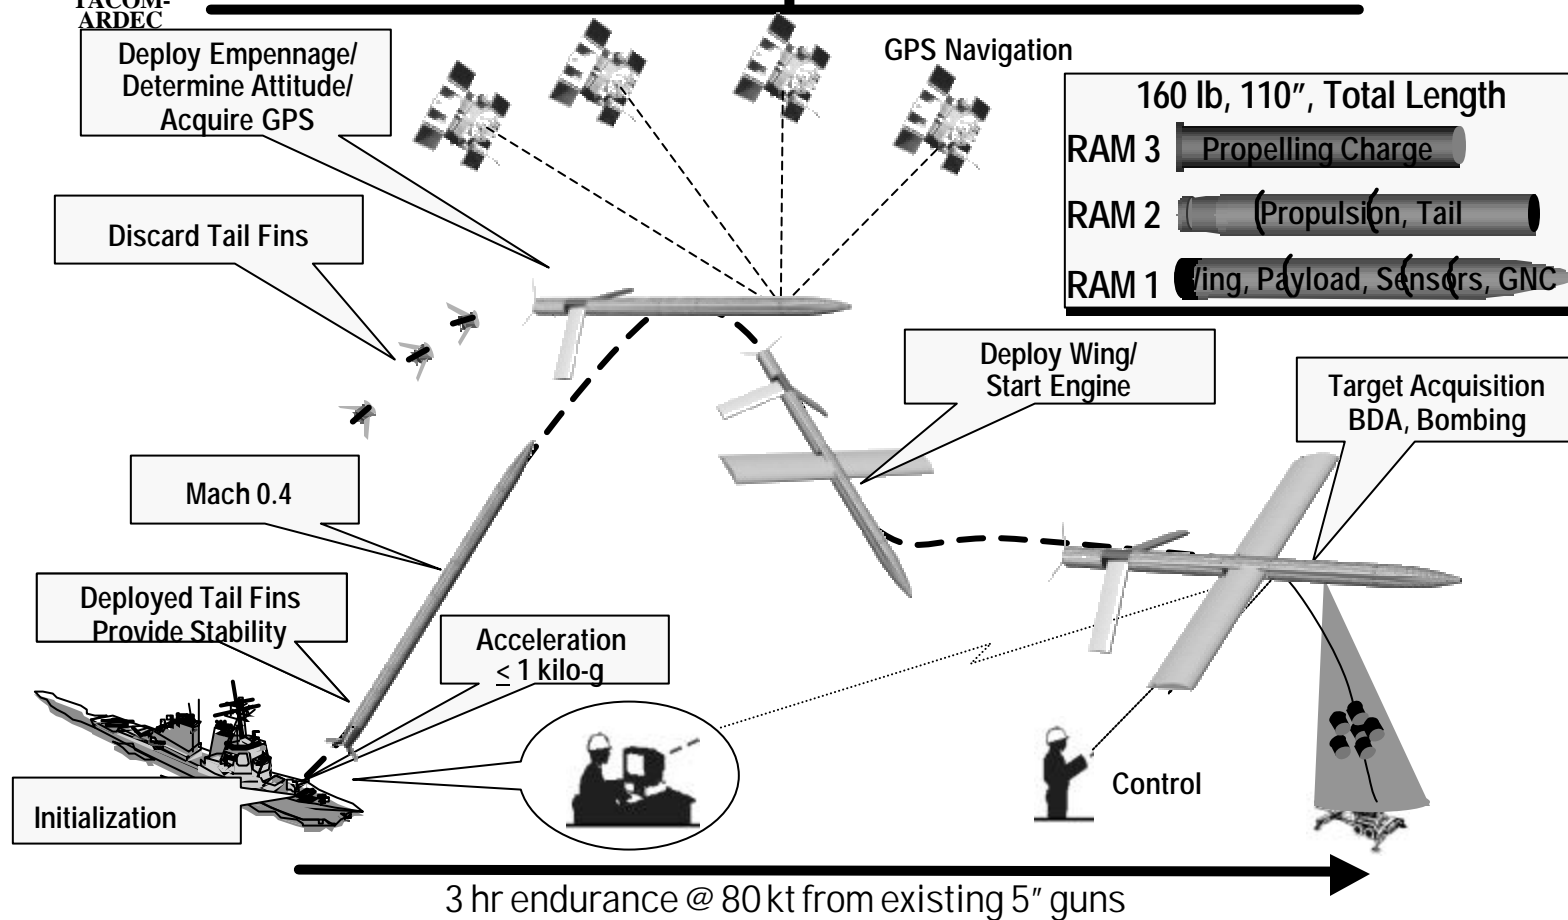 TACOM-
ARDEC
Deploy Empennage/
Determine Attitude/
Acquire GPS
GPS Navigation
160 lb, 110″, Total Length
RAM 3 Propelling Charge
RAM 2 Propulsion, Tail
RAM 1 Wing, Payload, Sensors, GNC
Discard Tail Fins
Deploy Wing/
Start Engine
Target Acquisition
BDA, Bombing
Mach 0.4
Deployed Tail Fins
Provide Stability
Acceleration
≤ 1 kilo-g
Initialization
Control
3 hr endurance @ 80 kt from existing 5″ guns